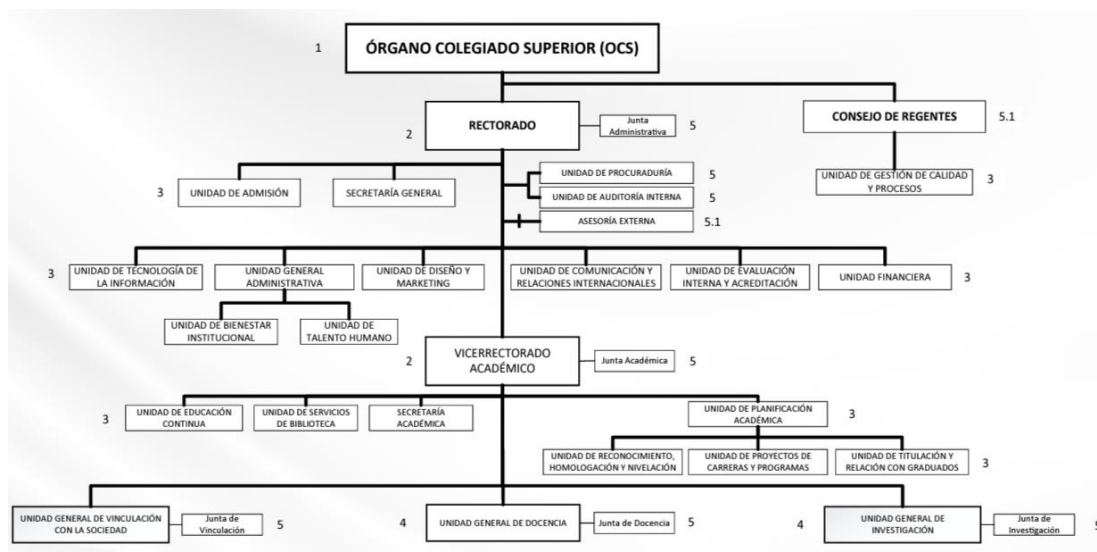 1
ÓRGANO COLEGIADO SUPERIOR (OCS)
2
RECTORADO
Junta
Administrativa
5
CONSEJO DE REGENTES
5.1
3
UNIDAD DE ADMISIÓN
SECRETARÍA GENERAL
UNIDAD DE PROCURADURÍA
5
UNIDAD DE AUDITORÍA INTERNA
5
ASESORÍA EXTERNA
5.1
UNIDAD DE GESTIÓN DE CALIDAD
Y PROCESOS
3
3
UNIDAD DE TECNOLOGÍA DE
LA INFORMACIÓN
UNIDAD GENERAL
ADMINISTRATIVA
UNIDAD DE DISEÑO Y
MARKETING
UNIDAD DE COMUNICACIÓN Y
RELACIONES INTERNACIONALES
UNIDAD DE EVALUACIÓN
INTERNA Y ACREDITACIÓN
UNIDAD FINANCIERA
3
UNIDAD DE BIENESTAR
INSTITUCIONAL
UNIDAD DE
TALENTO HUMANO
2
VICERRECTORADO
ACADÉMICO
Junta Académica
5
3
UNIDAD DE EDUCACIÓN
CONTINUA
UNIDAD DE SERVICIOS
DE BIBLIOTECA
SECRETARÍA
ACADÉMICA
UNIDAD DE PLANIFICACIÓN
ACADÉMICA
3
UNIDAD DE RECONOCIMIENTO,
HOMOLOGACIÓN Y NIVELACIÓN
UNIDAD DE PROYECTOS DE
CARRERAS Y PROGRAMAS
UNIDAD DE TITULACIÓN Y
RELACIÓN CON GRADUADOS
3
UNIDAD GENERAL DE VINCULACIÓN
CON LA SOCIEDAD
Junta de
Vinculación
5
4
UNIDAD GENERAL DE DOCENCIA
Junta de Docencia
5
4
UNIDAD GENERAL DE
INVESTIGACIÓN
Junta de
Investigación